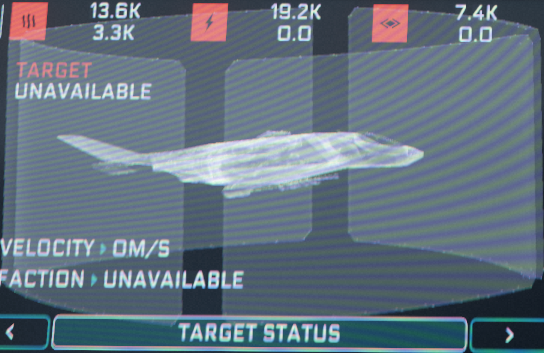 13.6K 19.2K 7.4K
3.3K 0.0 0.0
TARGET
UNAVAILABLE
VELOCITY › 0M/S
FACTION › UNAVAILABLE
< TARGET STATUS >